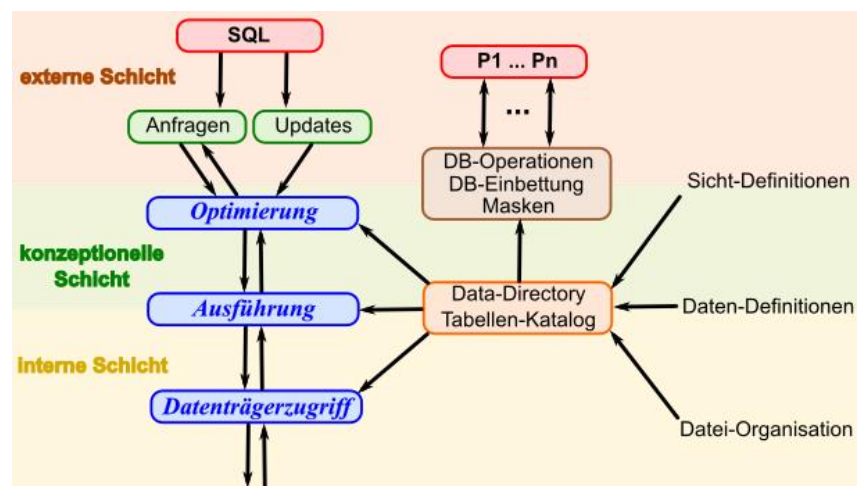 SQL
P1 ... Pn
externe Schicht
...
Anfragen
Updates
DB-Operationen
DB-Einbettung
Masken
Sicht-Definitionen
Optimierung
konzeptionelle
Schicht
Data-Directory
Tabellen-Katalog
Ausführung
Daten-Definitionen
interne Schicht
Datenträgerzugriff
Datei-Organisation